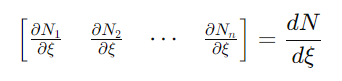 [ ∂N₁/∂ξ ∂N₂/∂ξ ⋯ ∂Nₙ/∂ξ ] = dN/dξ